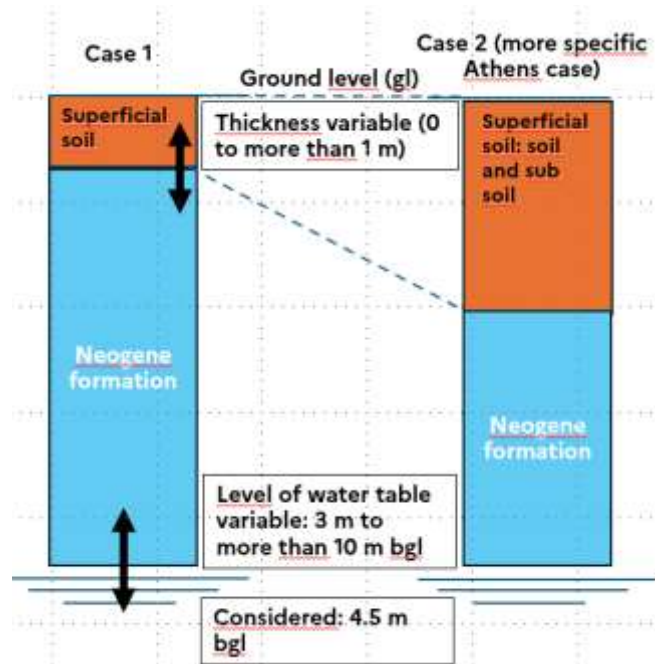 Case 1
Case 2 (more specific
Athens case)
Ground level (gl)
Superficial
soil
Thickness variable (0
to more than 1 m)
Superficial
soil: soil
and sub
soil
Neogene
formation
Neogene
formation
Level of water table
variable: 3 m to
more than 10 m bgl
Considered: 4.5 m
bgl